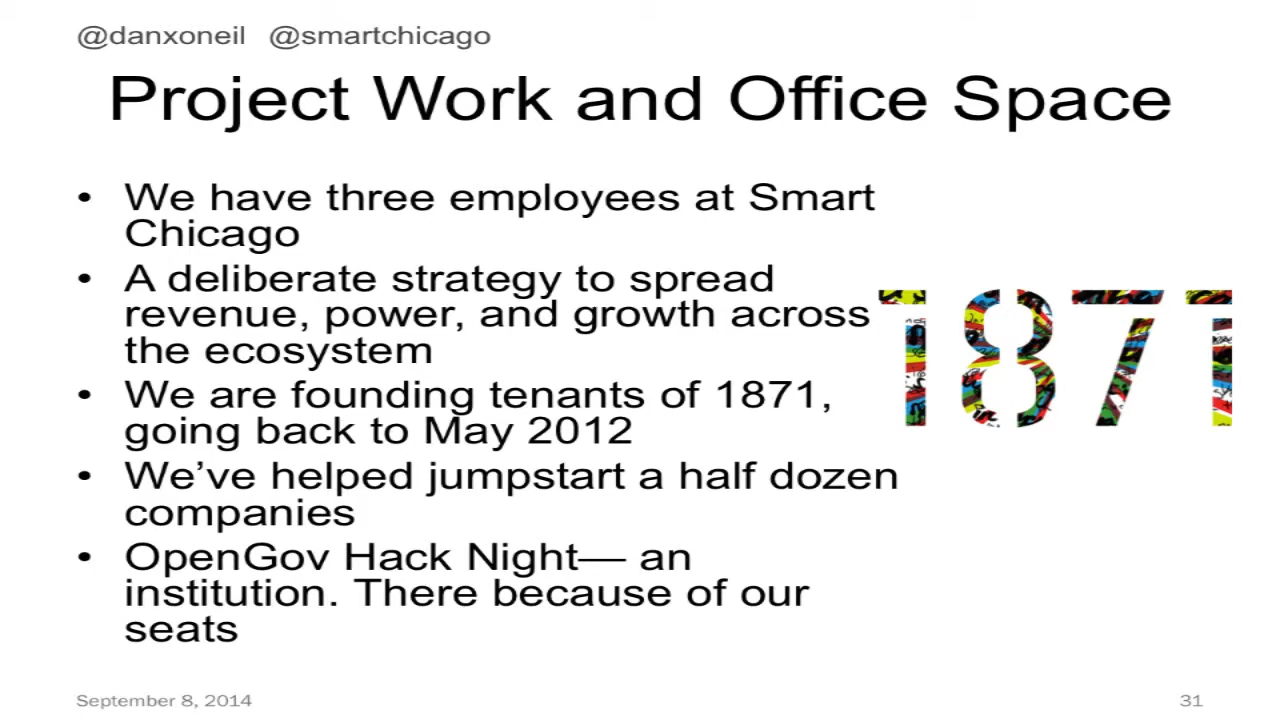 @danxoneil @smartchicago
Project Work and Office Space
• We have three employees at Smart
Chicago
• A deliberate strategy to spread
revenue, power, and growth across
the ecosystem
• We are founding tenants of 1871,
going back to May 2012
• We’ve helped jumpstart a half dozen
companies
• OpenGov Hack Night— an
institution. There because of our
seats
1871
September 8, 2014
31